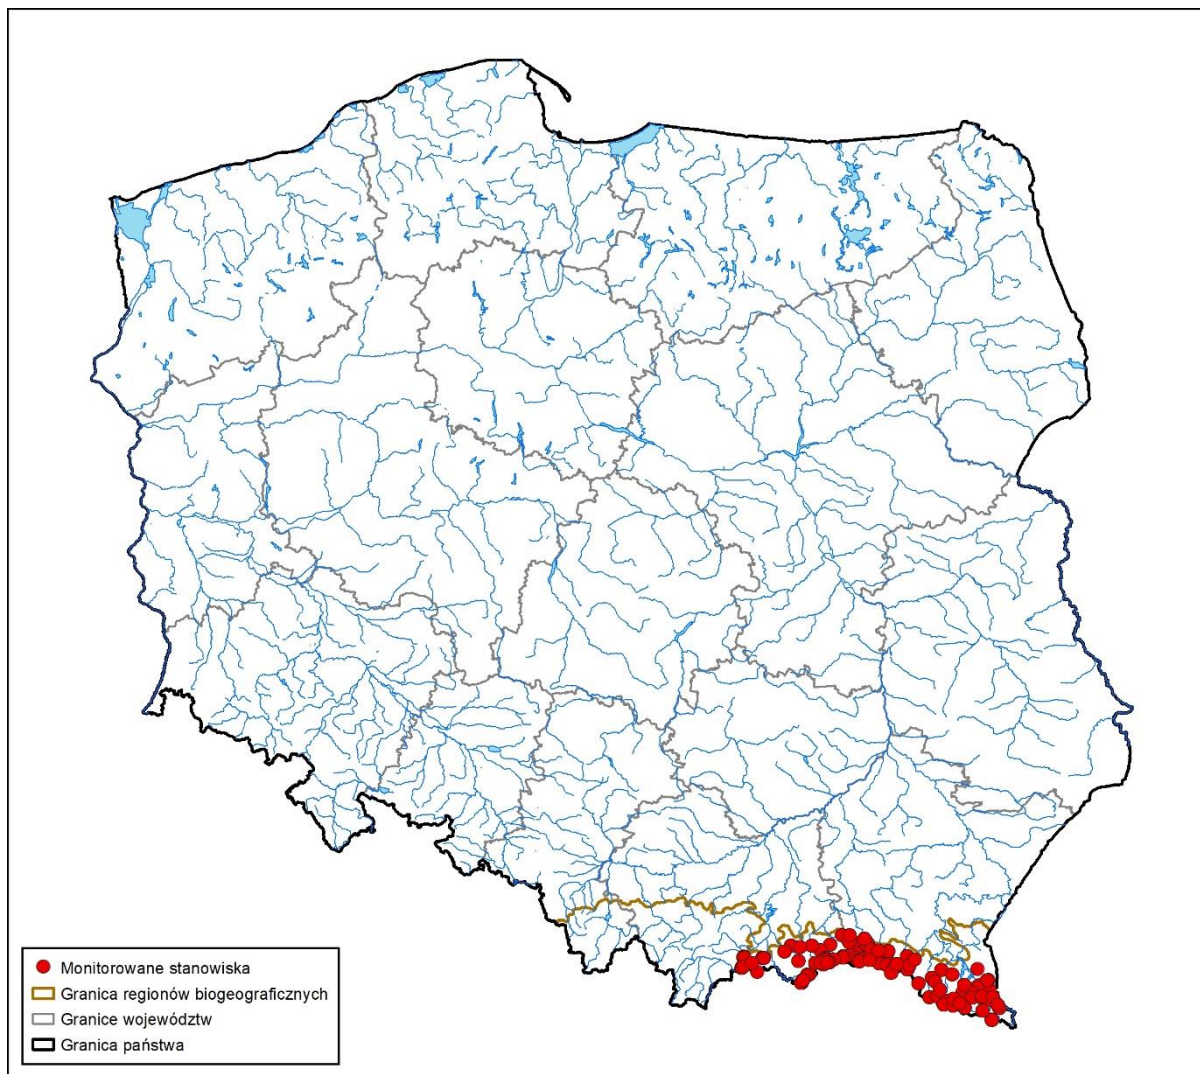 Monitorowane stanowiska
Granica regionów biogeograficznych
Granice województw
Granica państwa